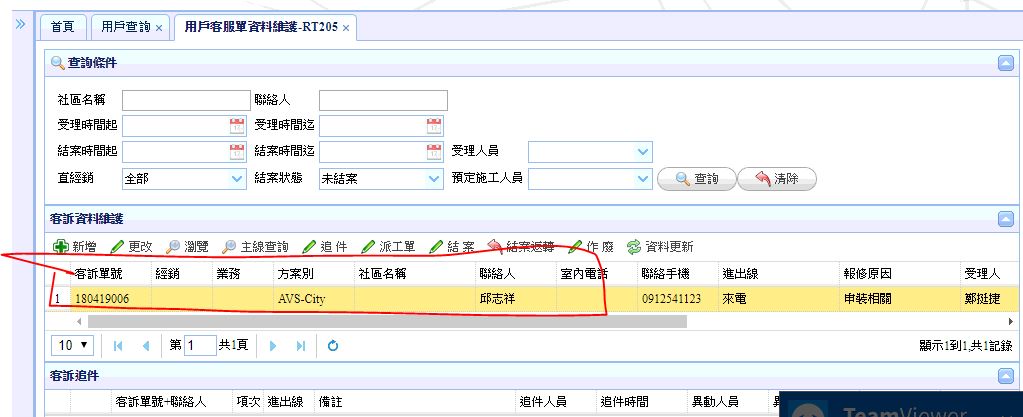 首頁 用戶查詢 × 用戶客服單資料維護-RT205 ×
查詢條件
社區名稱 聯絡人
受理時間起 受理時間迄
結案時間起 結案時間迄 受理人員
直經銷 全部 結案狀態 未結案 預定施工人員 查詢 清除
客訴資料維護
新增 更改 瀏覽 主線查詢 追 件 派工單 結 案 結案返轉 作 廢 資料更新
客訴單號 經銷 業務 方案別 社區名稱 聯絡人 室內電話 聯絡手機 進出線 報修原因 受理人
1 180419006 AVS-City 邱志祥 0912541123 來電 申裝相關 鄭挺捷
10 第 1 共1頁 顯示1到1,共1記錄
客訴追件
客訴單號+聯絡人 項次 進出線 備註 追件人員 追件時間 異動人員
TeamViewer